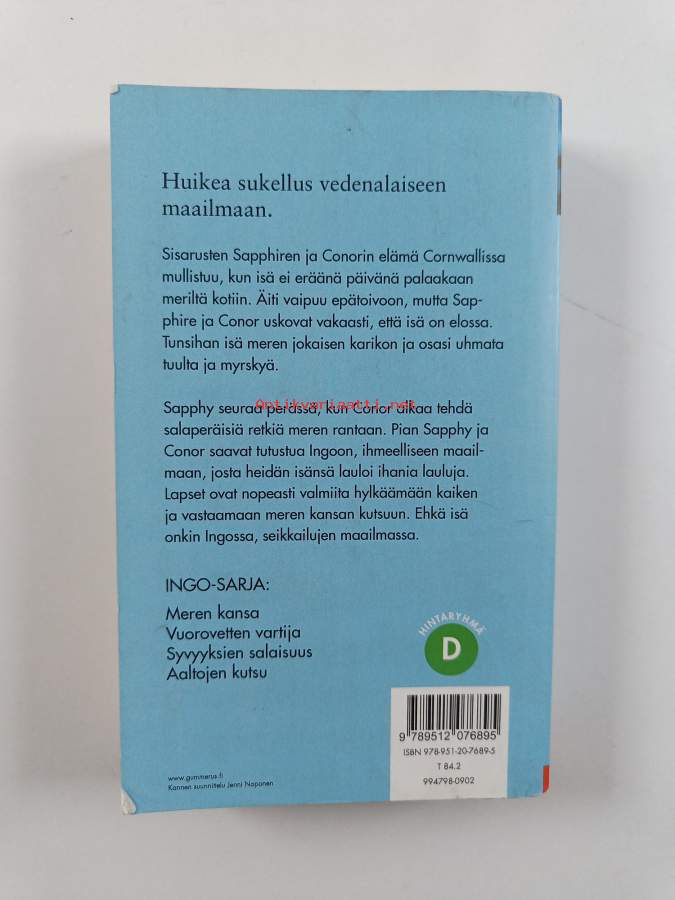 Huikea sukellus vedenalaiseen
maailmaan.
Sisarusten Sapphiren ja Conorin elämä Cornwallissa
mullistuu, kun isä ei eräänä päivänä palaakaan
meriltä kotiin. Äiti vaipuu epätoivoon, mutta Sap-
phire ja Conor uskovat vakaasti, että isä on elossa.
Tunsihan isä meren jokaisen karikon ja osasi uhmata
tuulta ja myrskyä.
Sapphy seuraa perässä, kun Conor alkaa tehdä
Antikvariaatti.net
salaperäisiä retkiä meren rantaan. Pian Sapphy ja
Conor saavat tutustua Ingoon, ihmeelliseen maail-
maan, josta heidän isänsä lauloi ihania lauluja.
Lapset ovat nopeasti valmiita hylkäämään kaiken
ja vastaamaan meren kansan kutsuun. Ehkä isä
onkin Ingossa, seikkailujen maailmassa.
INGO-SARJA:
Meren kansa
Vuorovetten vartija
Syvyyksien salaisuus
Aaltojen kutsu
HINTARYHMÄ
D
9 789512 076895
ISBN 978-951-20-7689-5
T 84.2
994798-0902
www.gummerus.fi
Kannen suunnittelu Jenni Noponen